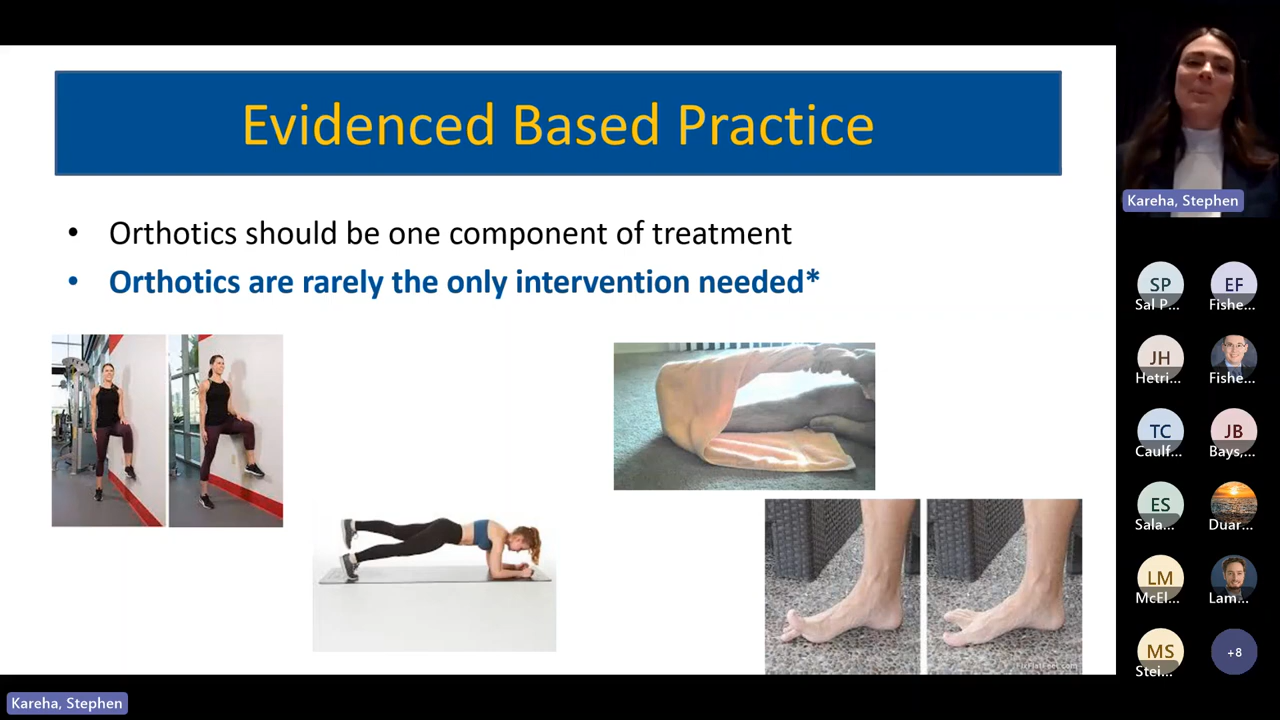 Evidenced Based Practice
• Orthotics should be one component of treatment
• Orthotics are rarely the only intervention needed*
FixFlatFeet.com
Kareha, Stephen
SP
EF
Sal P...
Fishe...
JH
Hetri...
Fishe...
TC
JB
Caulf...
Bays,...
ES
Sala...
Duar...
LM
McEl...
Lam...
MS
+8
Stei...
Kareha, Stephen